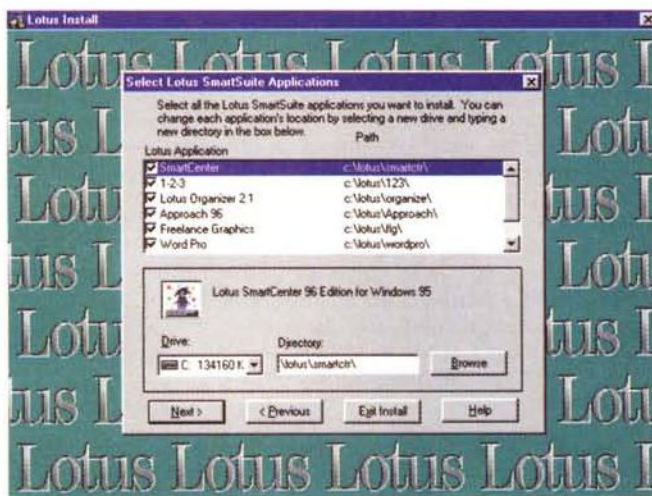 Lotus Install
Lotus Lotus Lotus Lotus L
Select Lotus SmartSuite Applications
Select all the Lotus SmartSuite applications you want to install. You can
change each application's location by selecting a new drive and typing a
new directory in the box below.
Path
Lotus Application
SmartCenter c:\lotus\smartctr\
1-2-3 c:\lotus\123\
Lotus Organizer 2.1 c:\lotus\organize\
Approach 96 c:\lotus\Approach\
Freelance Graphics c:\lotus\flg\
Word Pro c:\lotus\wordpro\
Lotus SmartCenter 96 Edition for Windows 95
Drive: Directory:
C: 134160 K \lotus\smartctr\ Browse
Next > < Previous Exit Install Help
Lotus Lotus Lotus Lotus